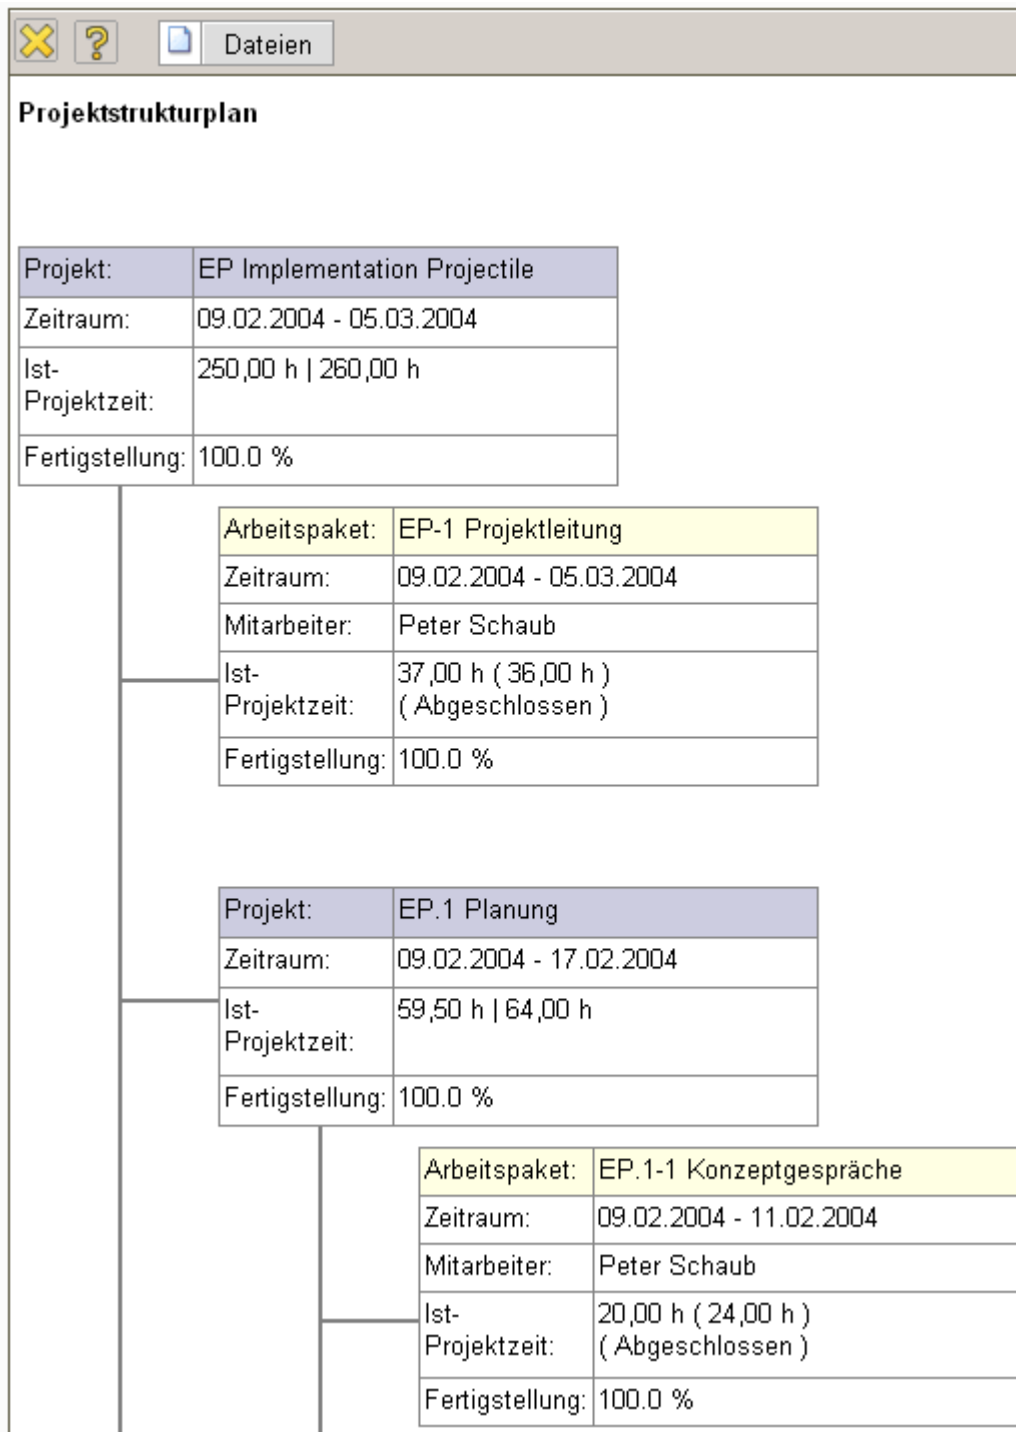 Dateien
Projektstrukturplan
Projekt: EP Implementation Projectile
Zeitraum: 09.02.2004 - 05.03.2004
Ist- 250,00 h | 260,00 h
Projektzeit:
Fertigstellung: 100.0 %
Arbeitspaket: EP-1 Projektleitung
Zeitraum: 09.02.2004 - 05.03.2004
Mitarbeiter: Peter Schaub
Ist- 37,00 h ( 36,00 h )
Projektzeit: ( Abgeschlossen )
Fertigstellung: 100.0 %
Projekt: EP.1 Planung
Zeitraum: 09.02.2004 - 17.02.2004
Ist- 59,50 h | 64,00 h
Projektzeit:
Fertigstellung: 100.0 %
Arbeitspaket: EP.1-1 Konzeptgespräche
Zeitraum: 09.02.2004 - 11.02.2004
Mitarbeiter: Peter Schaub
Ist- 20,00 h ( 24,00 h )
Projektzeit: ( Abgeschlossen )
Fertigstellung: 100.0 %